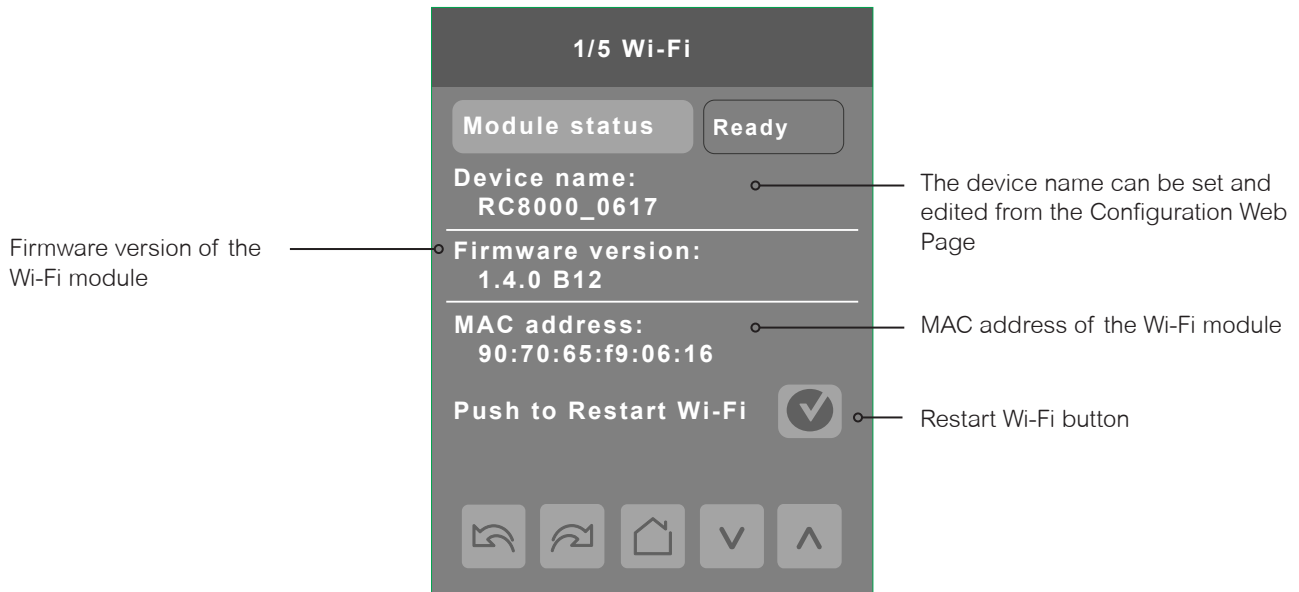 1/5 Wi-Fi
Module status
Ready
Device name:
RC8000_0617
The device name can be set and
edited from the Configuration Web
Page
Firmware version of the
Wi-Fi module
Firmware version:
1.4.0 B12
MAC address:
90:70:65:f9:06:16
MAC address of the Wi-Fi module
Push to Restart Wi-Fi
Restart Wi-Fi button